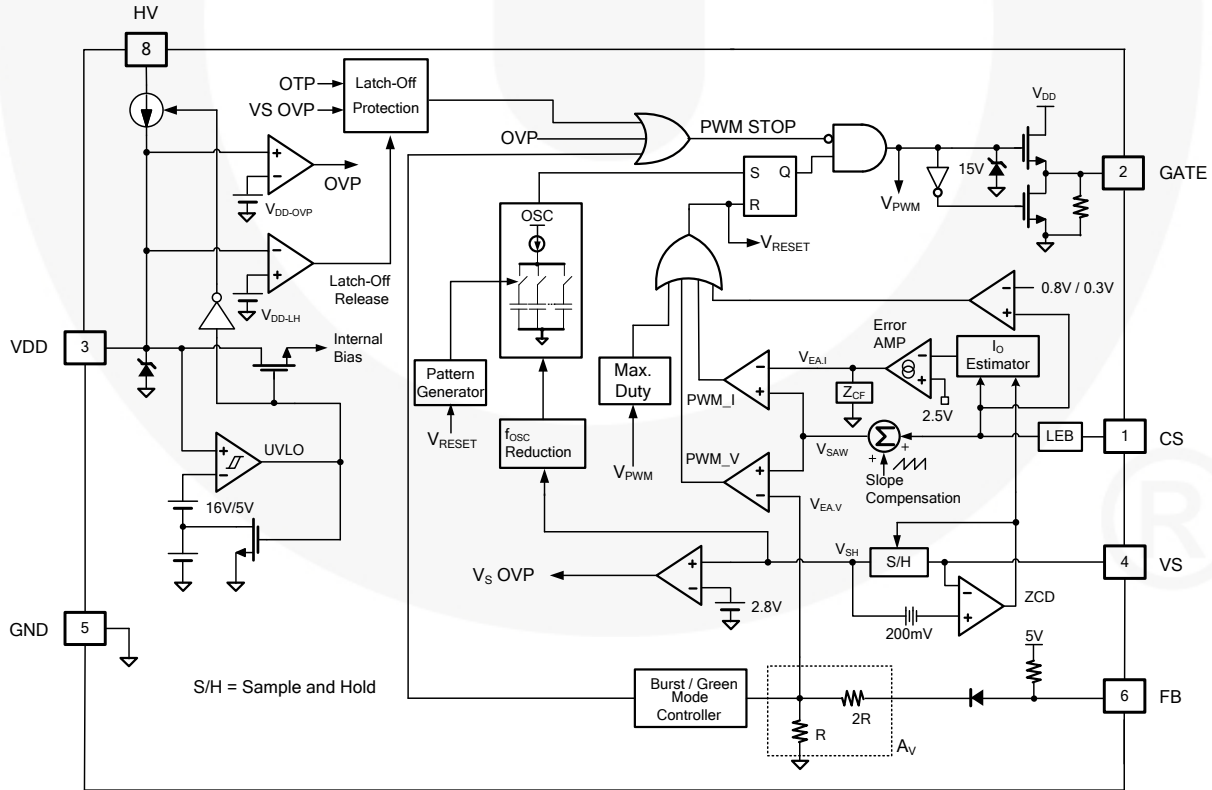 HV
8
OTP
VS OVP
Latch-Off
Protection
OVP
PWM STOP
VDD
15V
2
GATE
VPWM
S
Q
R
VRESET
OVP
VDD-OVP
OSC
Latch-Off
Release
VDD-LH
0.8V / 0.3V
VDD
3
Internal
Bias
Pattern
Generator
VRESET
fOSC
Reduction
Max.
Duty
VPWM
Error
AMP
IO
Estimator
VEA.I
ZCF
2.5V
PWM_I
PWM_V
VSAW
Σ
+
+
Slope
Compensation
LEB
1
CS
UVLO
16V/5V
VEA.V
VSH
S/H
4
VS
VS OVP
2.8V
200mV
ZCD
GND
5
S/H = Sample and Hold
5V
Burst / Green
Mode
Controller
2R
R
AV
6
FB
®